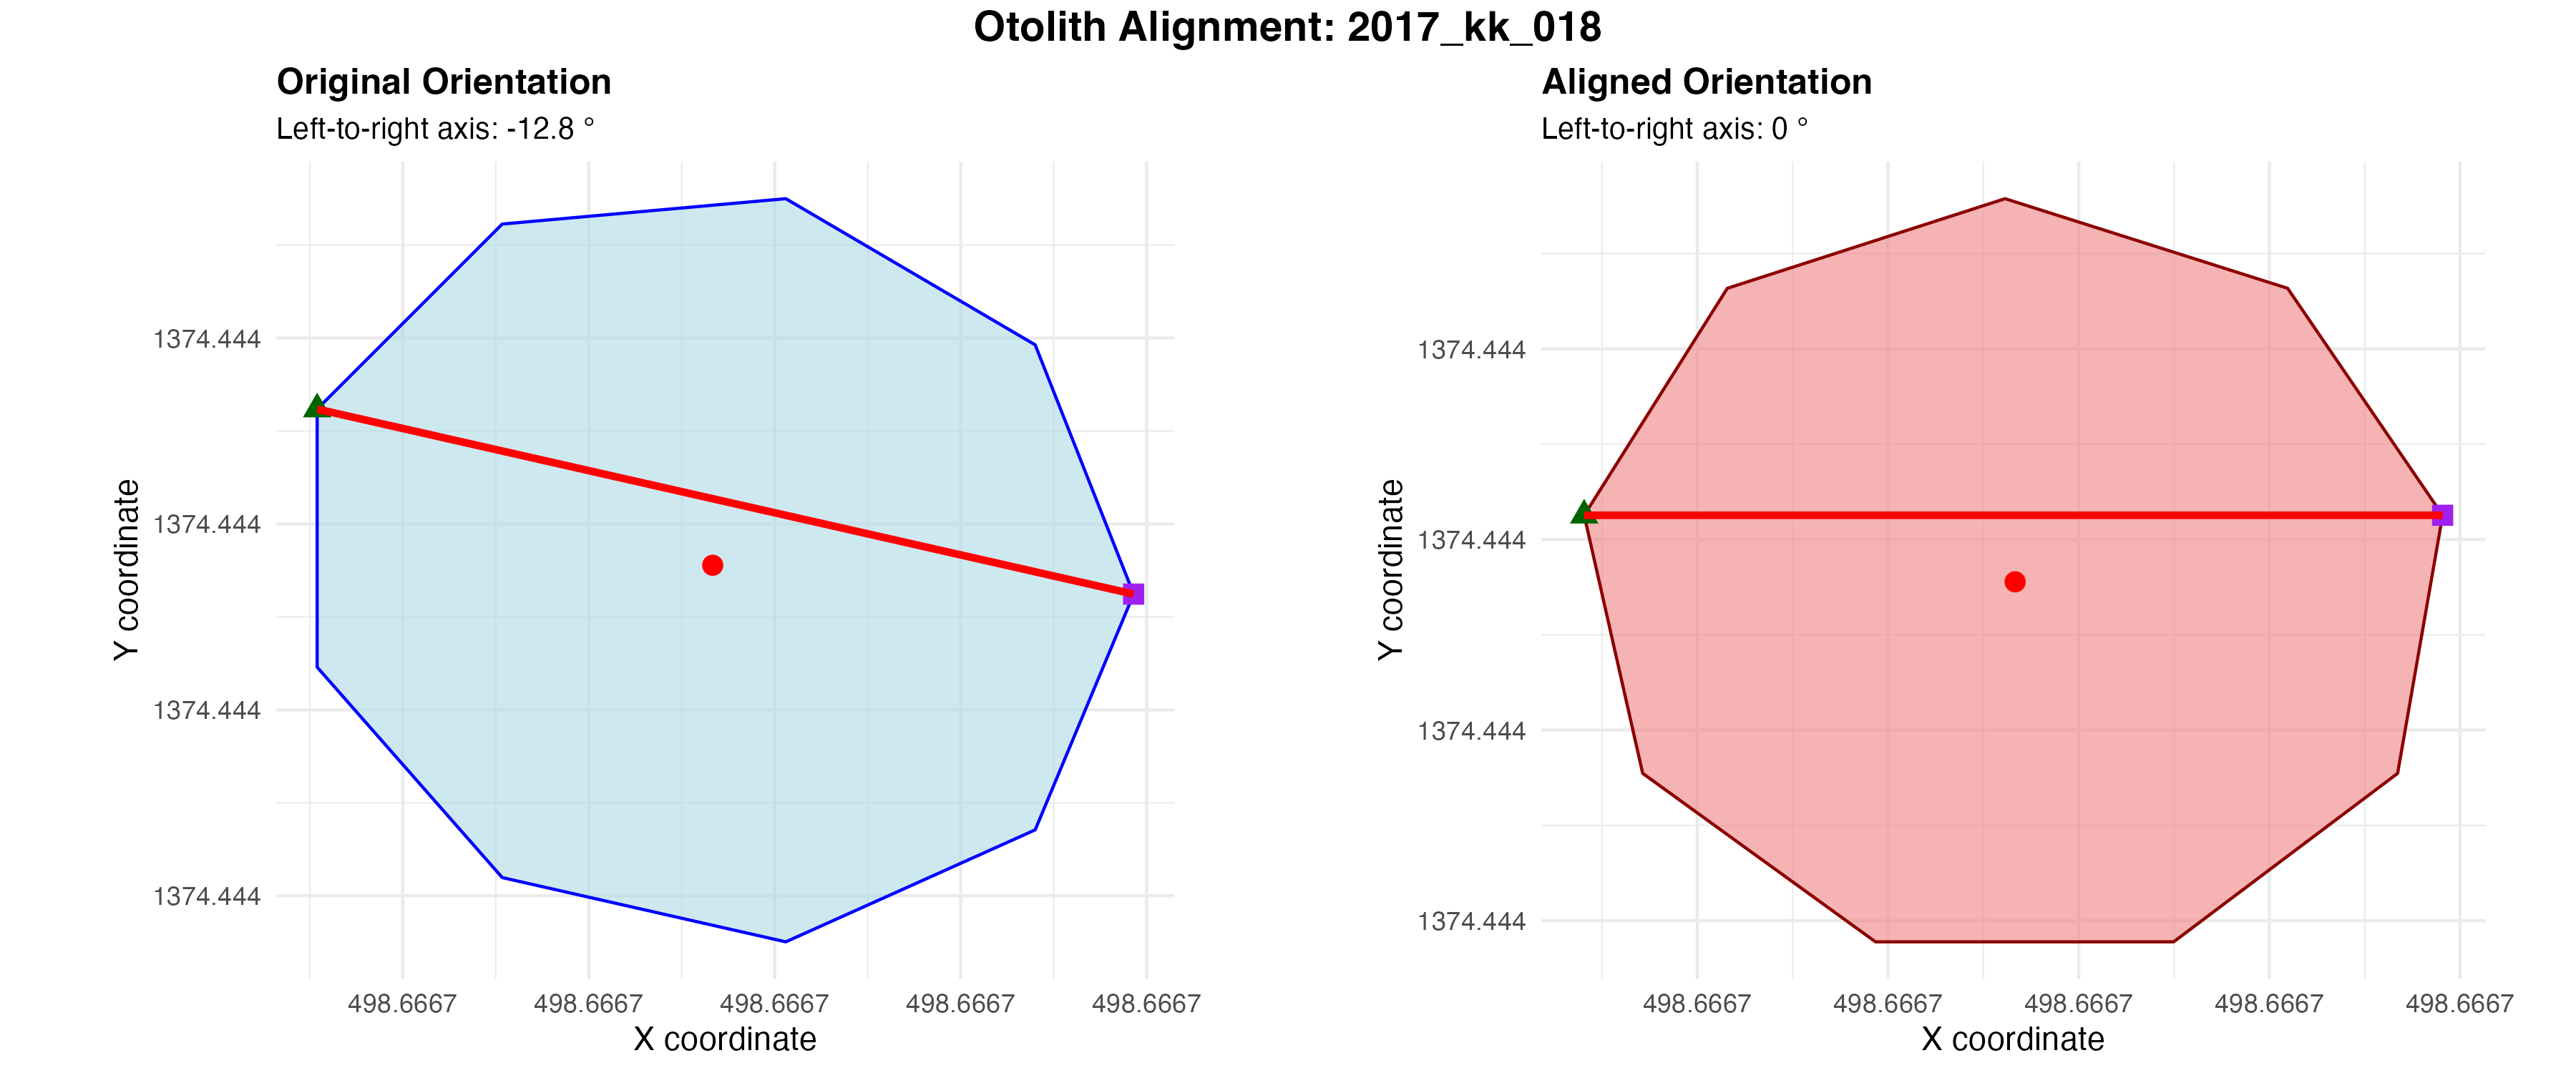 Otolith Alignment: 2017_kk_018
Original Orientation
Left-to-right axis: -12.8 °
Y coordinate
1374.444
1374.444
1374.444
1374.444
498.6667 498.6667 498.6667 498.6667 498.6667
X coordinate
Aligned Orientation
Left-to-right axis: 0 °
Y coordinate
1374.444
1374.444
1374.444
1374.444
498.6667 498.6667 498.6667 498.6667 498.6667
X coordinate